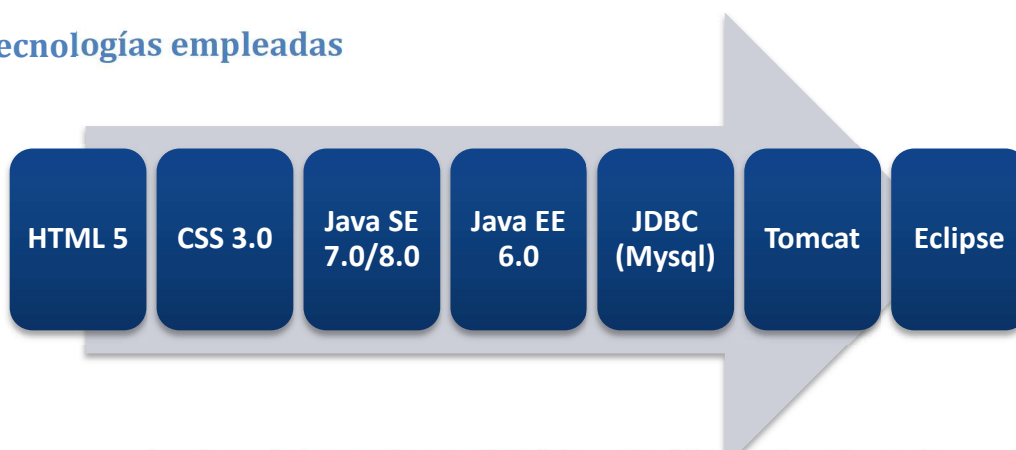 ecnologías empleadas
HTML 5
CSS 3.0
Java SE
7.0/8.0
Java EE
6.0
JDBC
(Mysql)
Tomcat
Eclipse